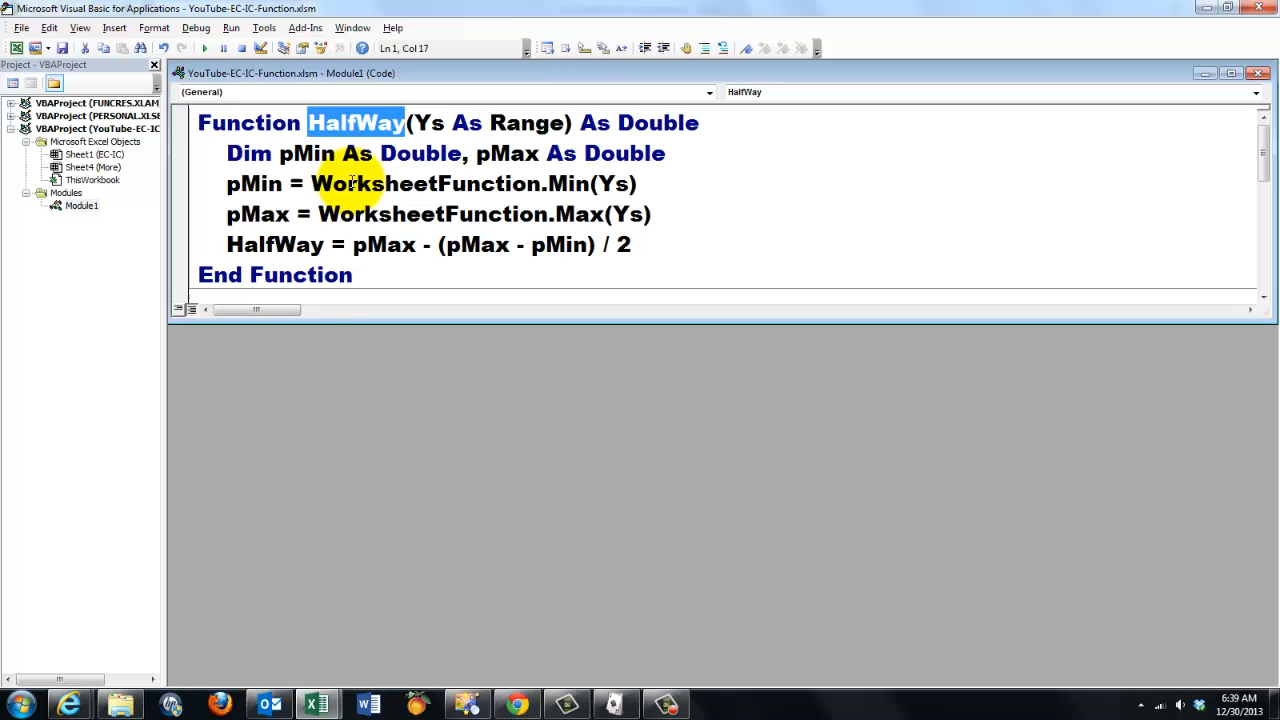 Microsoft Visual Basic for Applications - YouTube-EC-IC-Function.xlsm
File Edit View Insert Format Debug Run Tools Add-Ins Window Help
Ln 1, Col 17
Project - VBAProject
YouTube-EC-IC-Function.xlsm - Module1 (Code)
(General)
HalfWay
VBAProject (FUNCRES.XLAM
VBAProject (PERSONAL.XLSB
VBAProject (YouTube-EC-IC
Microsoft Excel Objects
Sheet1 (EC-IC)
Sheet4 (More)
ThisWorkbook
Modules
Module1
Function HalfWay(Ys As Range) As Double
Dim pMin As Double, pMax As Double
pMin = WorksheetFunction.Min(Ys)
pMax = WorksheetFunction.Max(Ys)
HalfWay = pMax - (pMax - pMin) / 2
End Function
6:39 AM
12/30/2013